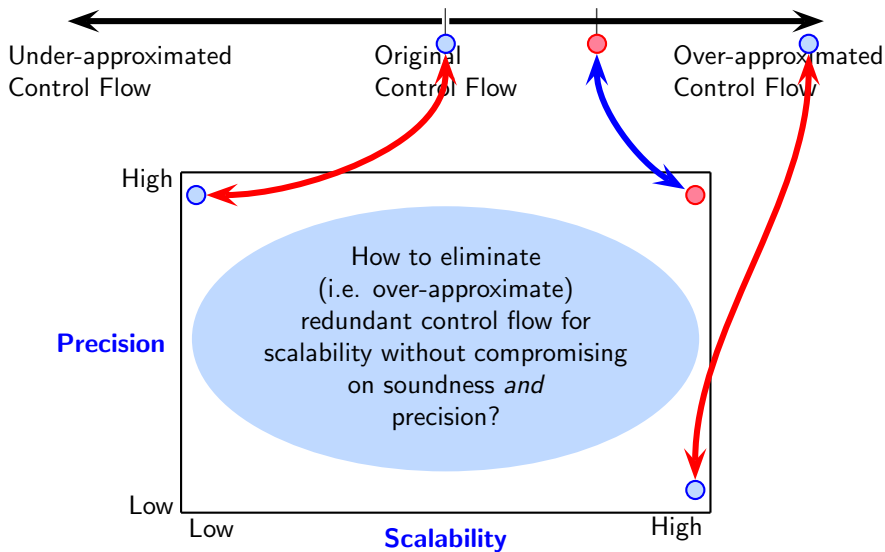 Under-approximated
Control Flow
Original
Control Flow
Over-approximated
Control Flow
High
How to eliminate
(i.e. over-approximate)
redundant control flow for
scalability without compromising
on soundness and
precision?
Precision
Low
Low
High
Scalability